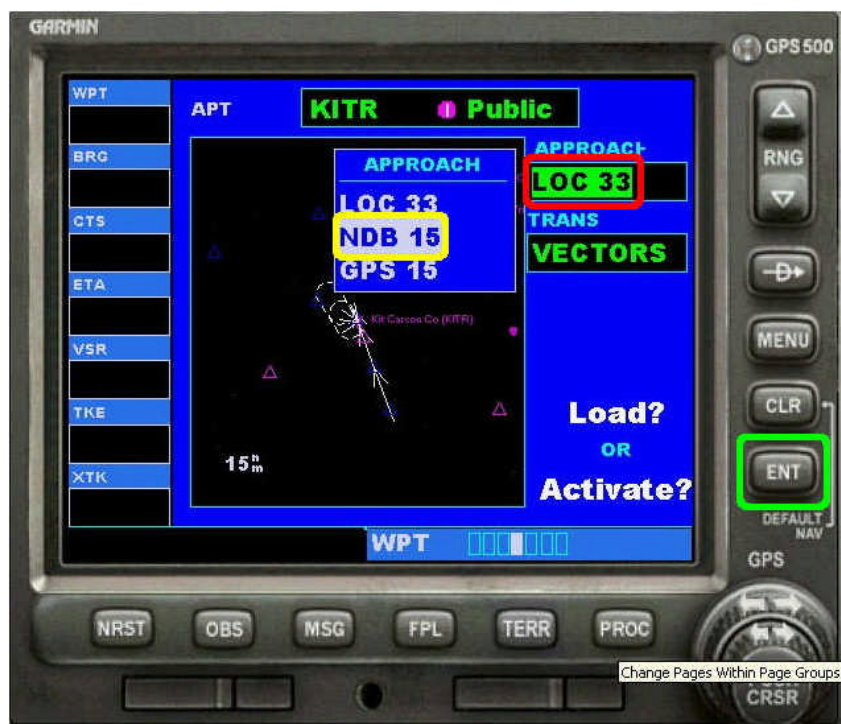 GARMIN
GPS 500
WPT
APT
KITR
Public
RNG
BRG
APPROACH
LOC 33
APPROACH
LOC 33
NDB 15
GPS 15
CTS
TRANS
VECTORS
ETA
Kit Carson Co (KITR)
MENU
VSR
TKE
CLR
Load?
OR
Activate?
15 nm
ENT
XTK
DEFAULT
NAV
WPT
GPS
NRST
OBS
MSG
FPL
TERR
PROC
Change Pages Within Page Groups
CRSR